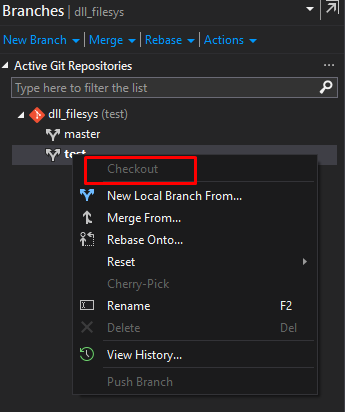 Branches | dll_filesys
New Branch | Merge | Rebase | Actions
Active Git Repositories
Type here to filter the list
dll_filesys (test)
master
test
Checkout
New Local Branch From...
Merge From...
Rebase Onto...
Reset
Cherry-Pick
Rename F2
Delete Del
View History...
Push Branch